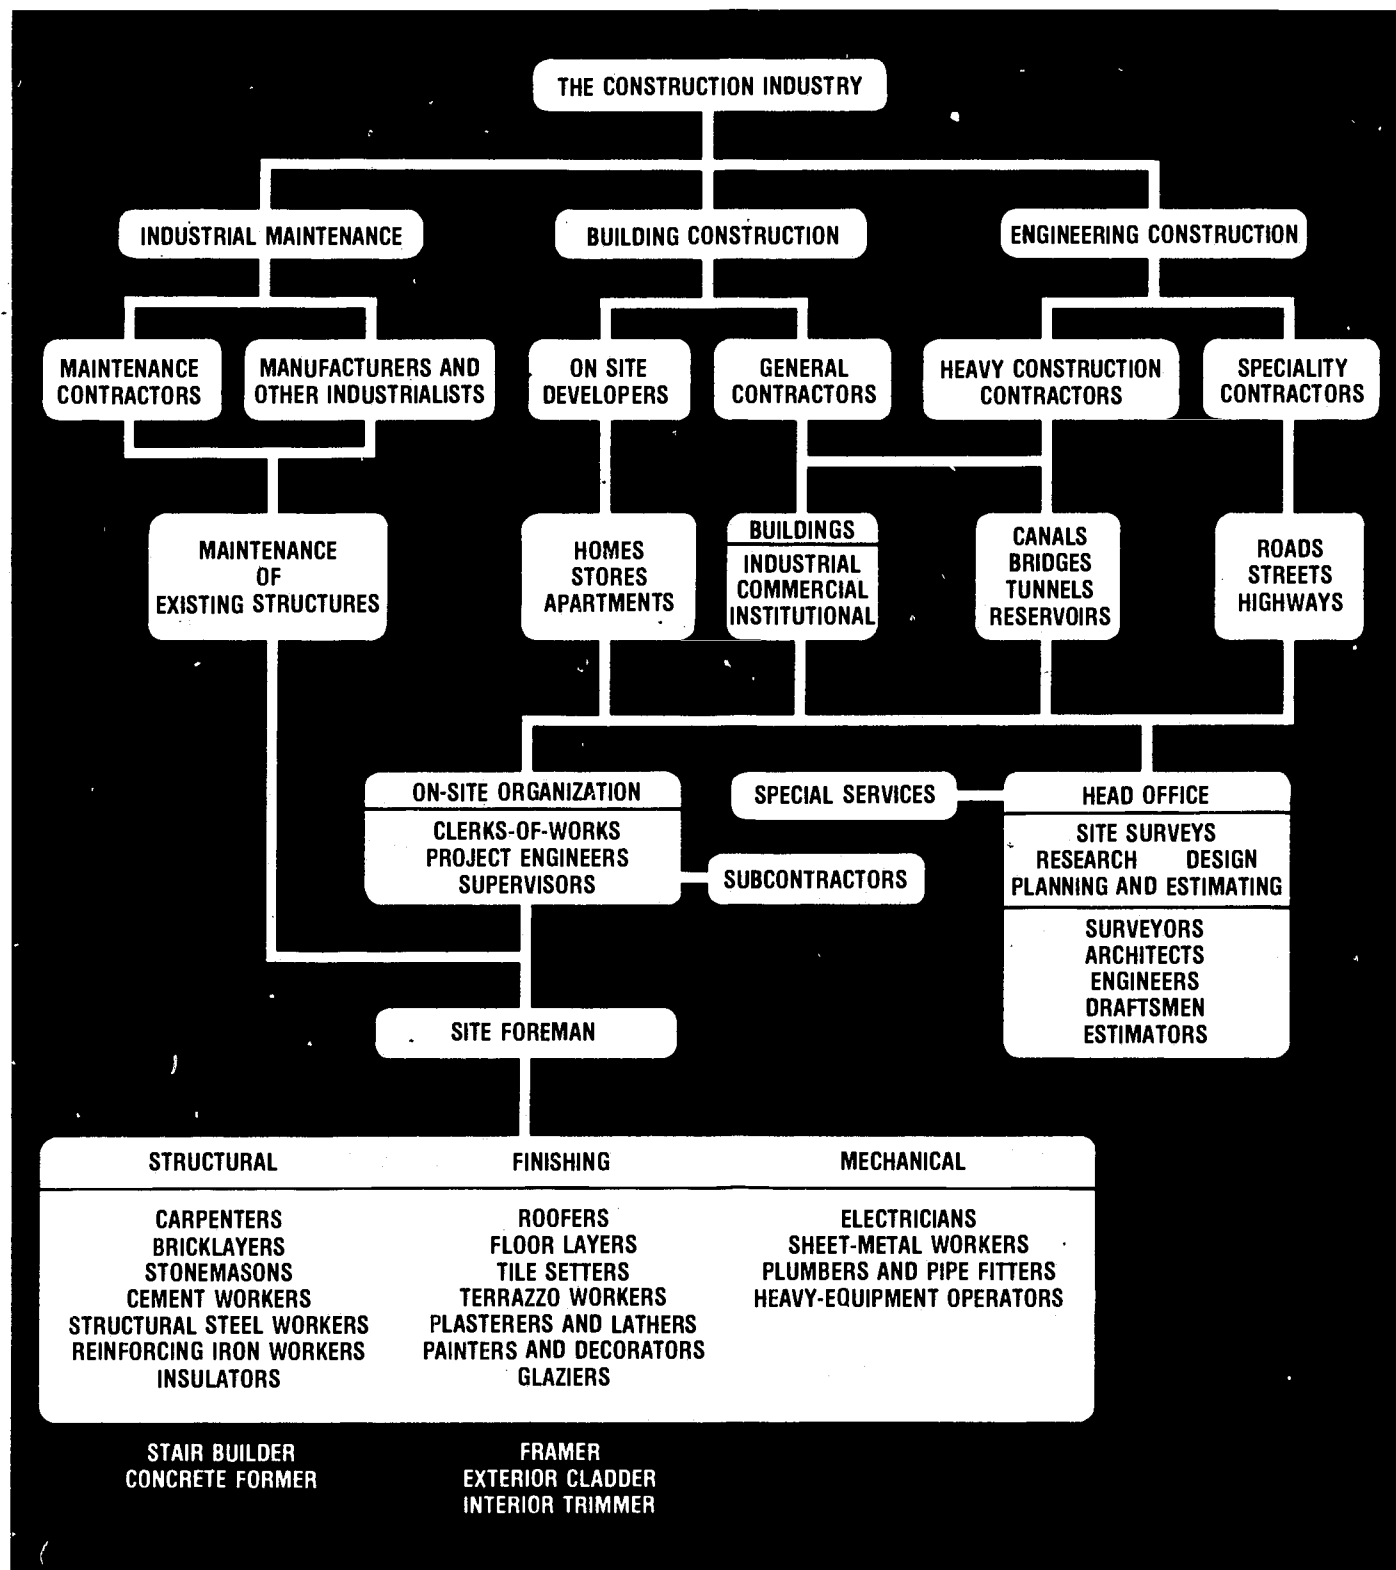 THE CONSTRUCTION INDUSTRY
INDUSTRIAL MAINTENANCE
BUILDING CONSTRUCTION
ENGINEERING CONSTRUCTION
MAINTENANCE
CONTRACTORS
MANUFACTURERS AND
OTHER INDUSTRIALISTS
ON SITE
DEVELOPERS
GENERAL
CONTRACTORS
HEAVY CONSTRUCTION
CONTRACTORS
SPECIALITY
CONTRACTORS
MAINTENANCE
OF
EXISTING STRUCTURES
HOMES
STORES
APARTMENTS
BUILDINGS
INDUSTRIAL
COMMERCIAL
INSTITUTIONAL
CANALS
BRIDGES
TUNNELS
RESERVOIRS
ROADS
STREETS
HIGHWAYS
ON-SITE ORGANIZATION
CLERKS-OF-WORKS
PROJECT ENGINEERS
SUPERVISORS
SUBCONTRACTORS
SPECIAL SERVICES
HEAD OFFICE
SITE SURVEYS
RESEARCH DESIGN
PLANNING AND ESTIMATING
SURVEYORS
ARCHITECTS
ENGINEERS
DRAFTSMEN
ESTIMATORS
SITE FOREMAN
STRUCTURAL
CARPENTERS
BRICKLAYERS
STONEMASONS
CEMENT WORKERS
STRUCTURAL STEEL WORKERS
REINFORCING IRON WORKERS
INSULATORS
FINISHING
ROOFERS
FLOOR LAYERS
TILE SETTERS
TERRAZZO WORKERS
PLASTERERS AND LATHERS
PAINTERS AND DECORATORS
GLAZIERS
MECHANICAL
ELECTRICIANS
SHEET-METAL WORKERS
PLUMBERS AND PIPE FITTERS
HEAVY-EQUIPMENT OPERATORS
STAIR BUILDER
CONCRETE FORMER
FRAMER
EXTERIOR CLADDER
INTERIOR TRIMMER